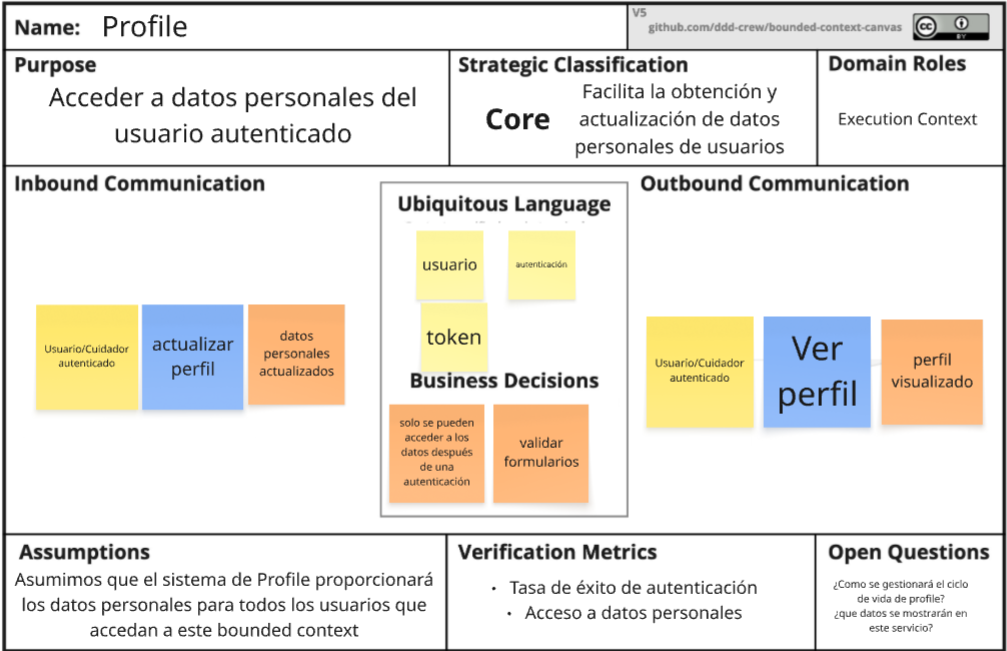 Name: Profile
V5
github.com/ddd-crew/bounded-context-canvas
cc
BY
Purpose
Acceder a datos personales del
usuario autenticado
Strategic Classification
Core
Facilita la obtención y
actualización de datos
personales de usuarios
Domain Roles
Execution Context
Inbound Communication
Usuario/Cuidador
autenticado
actualizar
perfil
datos
personales
actualizados
Ubiquitous Language
usuario
autenticación
token
Business Decisions
solo se pueden
acceder a los
datos después
de una
autenticación
validar
formularios
Outbound Communication
Usuario/Cuidador
autenticado
Ver
perfil
perfil
visualizado
Assumptions
Asumimos que el sistema de Profile proporcionará
los datos personales para todos los usuarios que
accedan a este bounded context
Verification Metrics
• Tasa de éxito de autenticación
• Acceso a datos personales
Open Questions
¿Como se gestionará el ciclo
de vida de profile?
¿que datos se mostrarán en
este servicio?